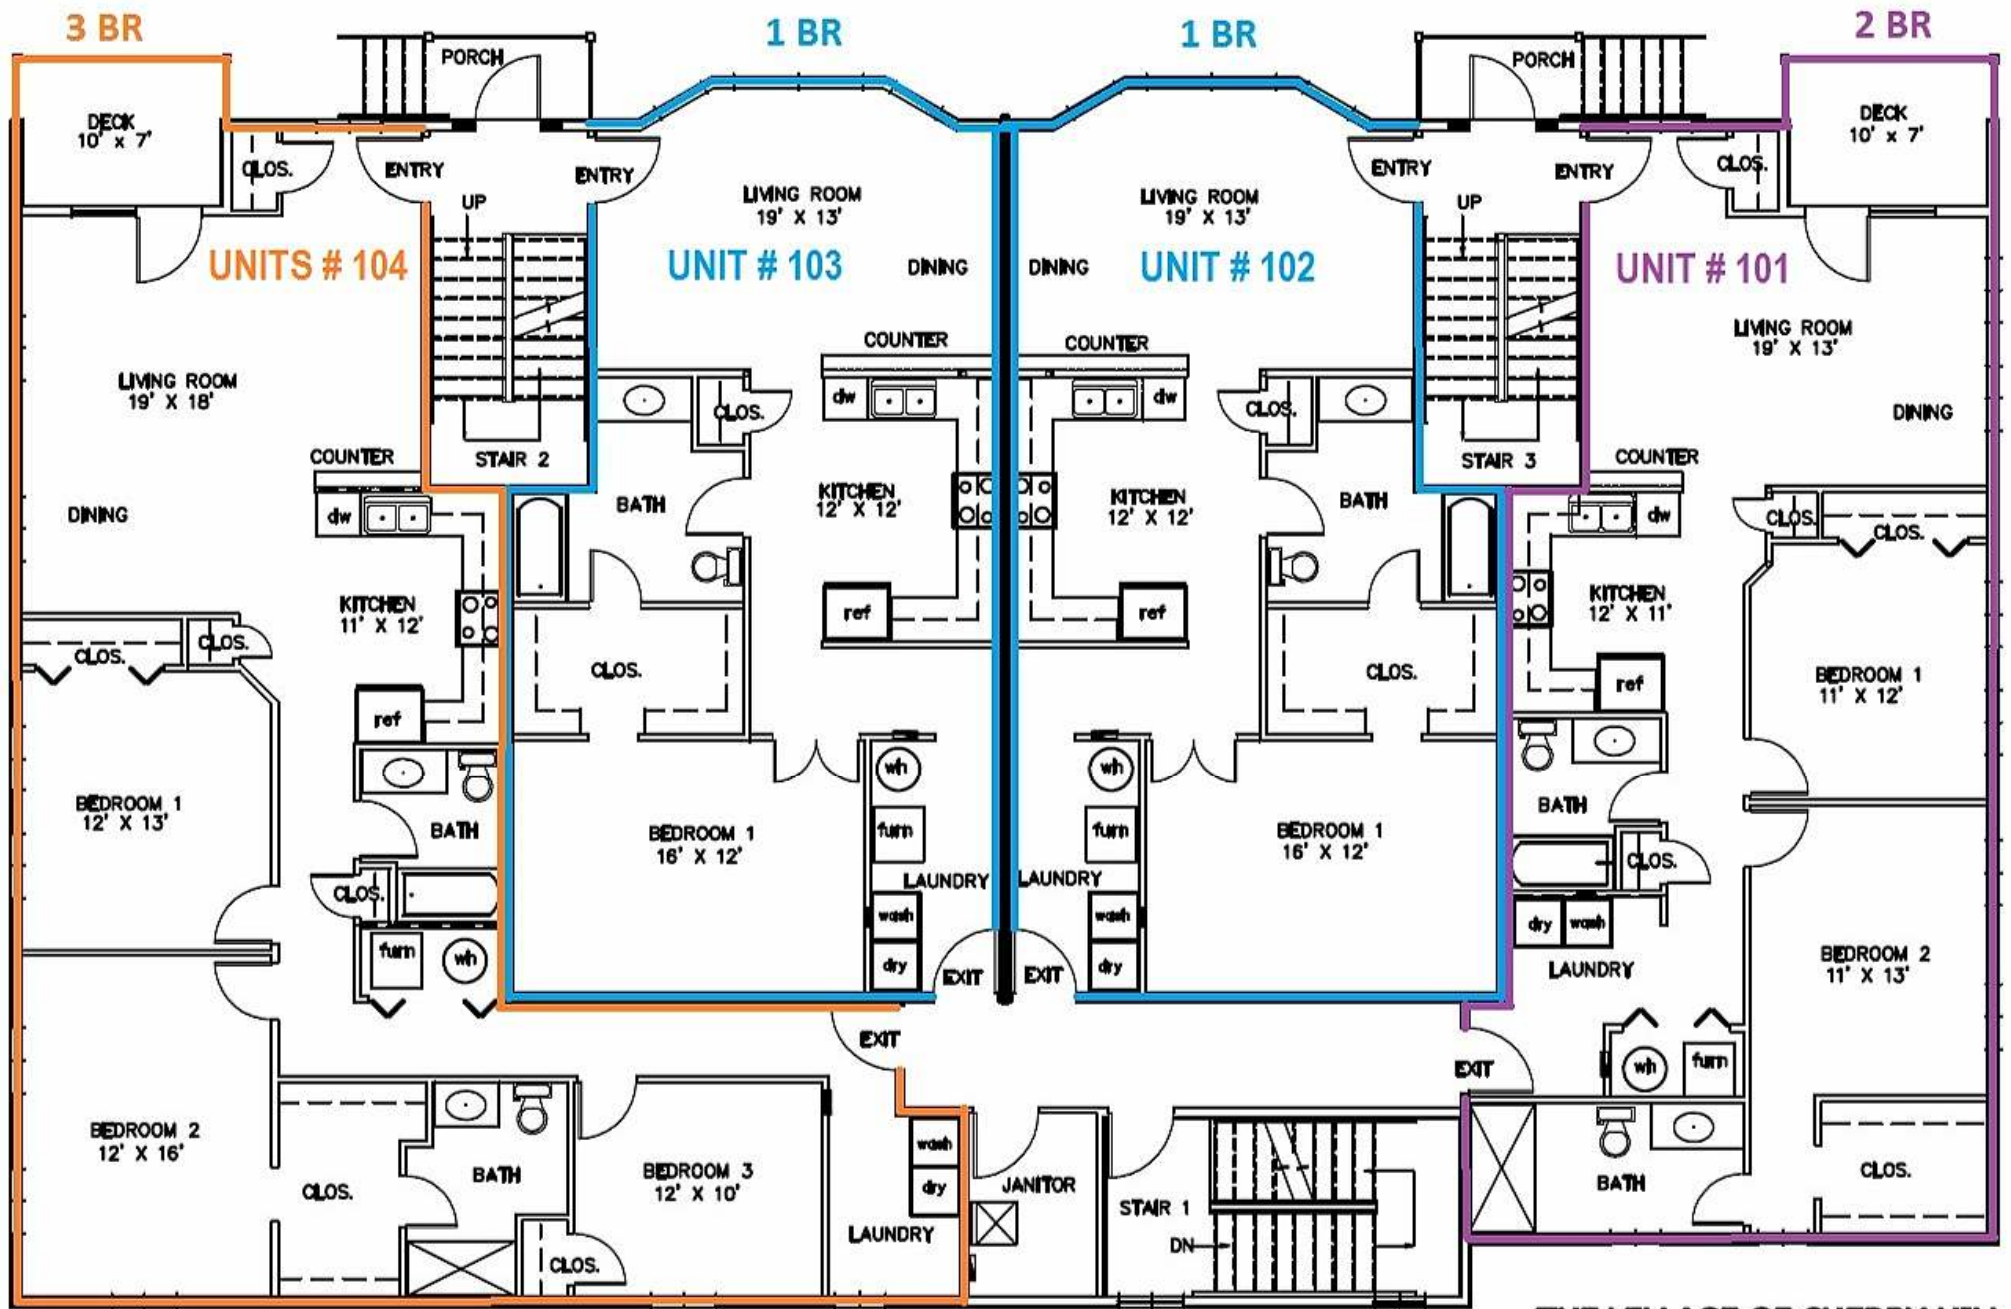 3 BR
1 BR
1 BR
2 BR
PORCH
PORCH
DECK
10' x 7'
CLOS.
ENTRY
ENTRY
UP
LIVING ROOM
19' X 13'
LIVING ROOM
19' X 13'
ENTRY
ENTRY
UP
CLOS.
DECK
10' x 7'
UNITS # 104
UNIT # 103
DINING
DINING
UNIT # 102
UNIT # 101
LIVING ROOM
19' X 18'
COUNTER
COUNTER
LIVING ROOM
19' X 13'
dw
CLOS.
dw
CLOS.
DINING
COUNTER
STAIR 2
STAIR 3
COUNTER
DINING
dw
BATH
KITCHEN
12' X 12'
KITCHEN
12' X 12'
BATH
dw
CLOS.
CLOS.
KITCHEN
11' X 12'
ref
ref
KITCHEN
12' X 11'
CLOS.
CLOS.
CLOS.
CLOS.
BEDROOM 1
11' X 12'
ref
ref
wh
wh
BEDROOM 1
12' X 13'
BATH
BEDROOM 1
16' X 12'
furn
furn
BEDROOM 1
16' X 12'
BATH
CLOS.
LAUNDRY
LAUNDRY
CLOS.
wash
wash
dry
wash
furn
wh
dry
EXIT
EXIT
dry
LAUNDRY
BEDROOM 2
11' X 13'
EXIT
EXIT
wh
furn
BEDROOM 2
12' X 16'
CLOS.
BATH
BEDROOM 3
12' X 10'
wash
dry
LAUNDRY
JANITOR
STAIR 1
DN
BATH
CLOS.
CLOS.